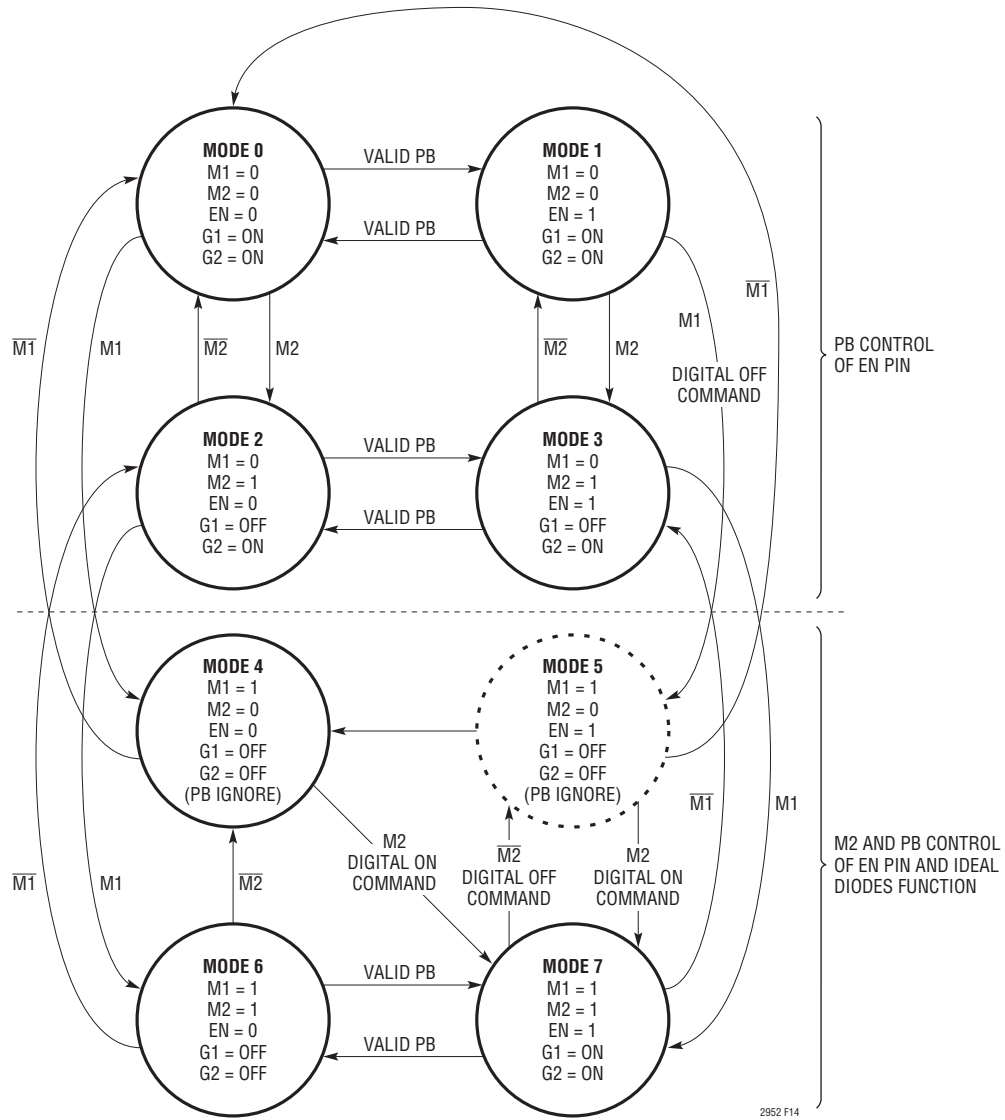 MODE 0
M1 = 0
M2 = 0
EN = 0
G1 = ON
G2 = ON
VALID PB
VALID PB
MODE 1
M1 = 0
M2 = 0
EN = 1
G1 = ON
G2 = ON
M̅1̅
M̅1̅
M1
M̅2̅
M2
M̅2̅
M2
M1
DIGITAL OFF
COMMAND
PB CONTROL
OF EN PIN
MODE 2
M1 = 0
M2 = 1
EN = 0
G1 = OFF
G2 = ON
VALID PB
VALID PB
MODE 3
M1 = 0
M2 = 1
EN = 1
G1 = OFF
G2 = ON
MODE 4
M1 = 1
M2 = 0
EN = 0
G1 = OFF
G2 = OFF
(PB IGNORE)
MODE 5
M1 = 1
M2 = 0
EN = 1
G1 = OFF
G2 = OFF
(PB IGNORE)
M̅1̅
M1
M̅1̅
M1
M̅2̅
M2
DIGITAL ON
COMMAND
M̅2̅
DIGITAL OFF
COMMAND
M2
DIGITAL ON
COMMAND
M2 AND PB CONTROL
OF EN PIN AND IDEAL
DIODES FUNCTION
MODE 6
M1 = 1
M2 = 1
EN = 0
G1 = OFF
G2 = OFF
VALID PB
VALID PB
MODE 7
M1 = 1
M2 = 1
EN = 1
G1 = ON
G2 = ON
2952 F14